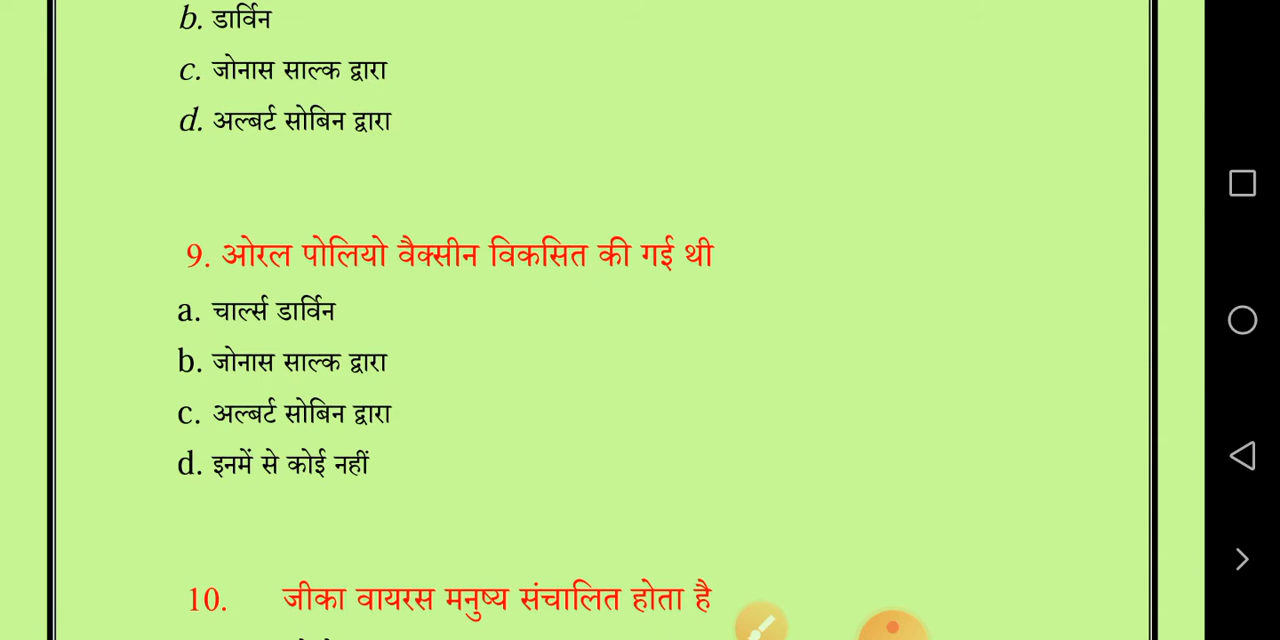 b. डार्विन
c. जोनास साल्क द्वारा
d. अल्बर्ट सोबिन द्वारा
9. ओरल पोलियो वैक्सीन विकसित की गई थी
a. चार्ल्स डार्विन
b. जोनास साल्क द्वारा
c. अल्बर्ट सोबिन द्वारा
d. इनमें से कोई नहीं
10. जीका वायरस मनुष्य संचालित होता है